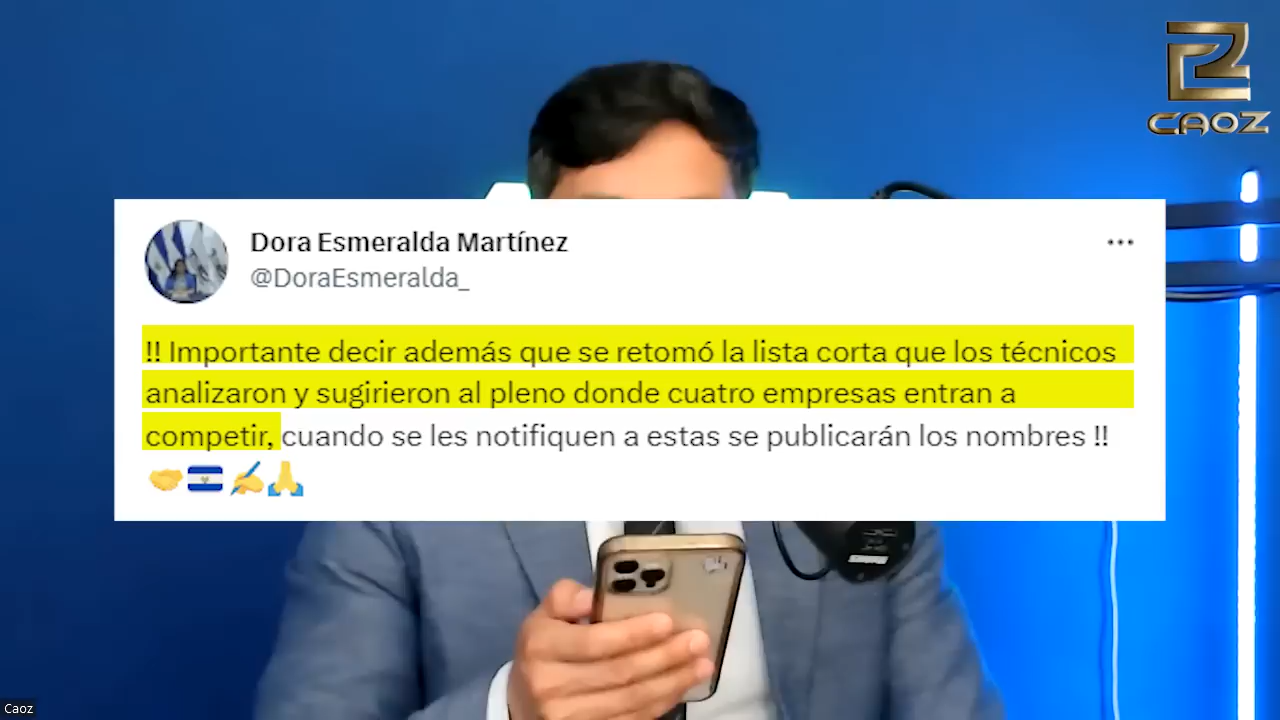 CAOZ
Dora Esmeralda Martínez
@DoraEsmeralda_
!! Importante decir además que se retomó la lista corta que los técnicos
analizaron y sugirieron al pleno donde cuatro empresas entran a
competir, cuando se les notifiquen a estas se publicarán los nombres !!
Caoz